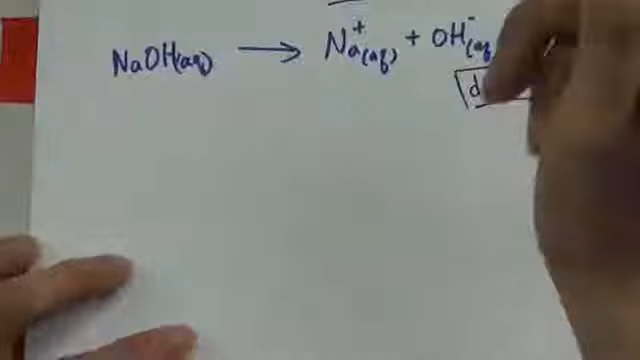 NaOH(aq) → Na⁺(aq) + OH⁻(aq